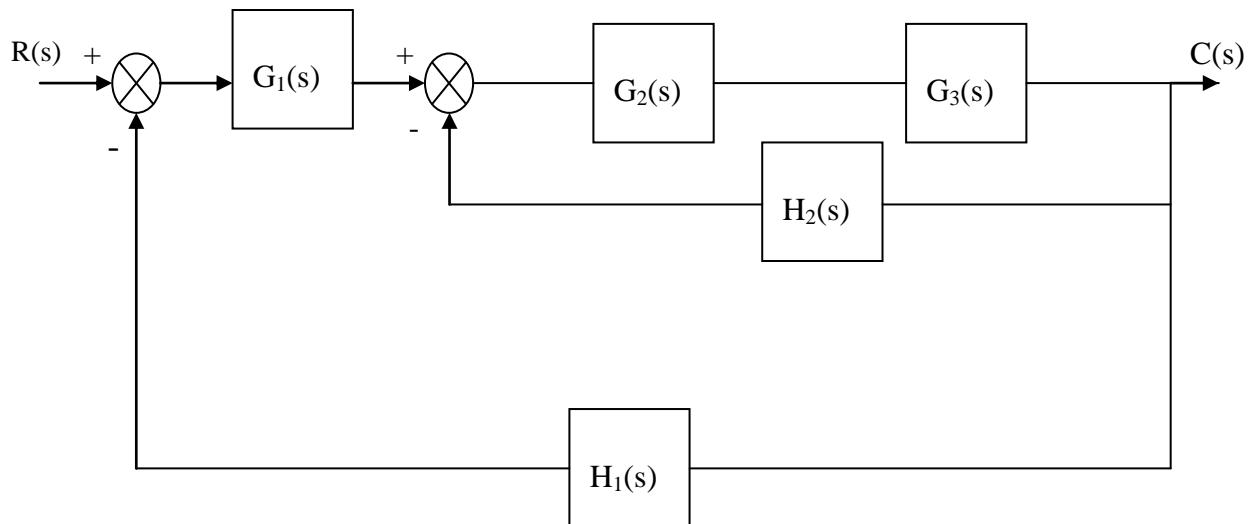 R(s)
+
G₁(s)
+
G₂(s)
G₃(s)
C(s)
-
-
H₂(s)
H₁(s)